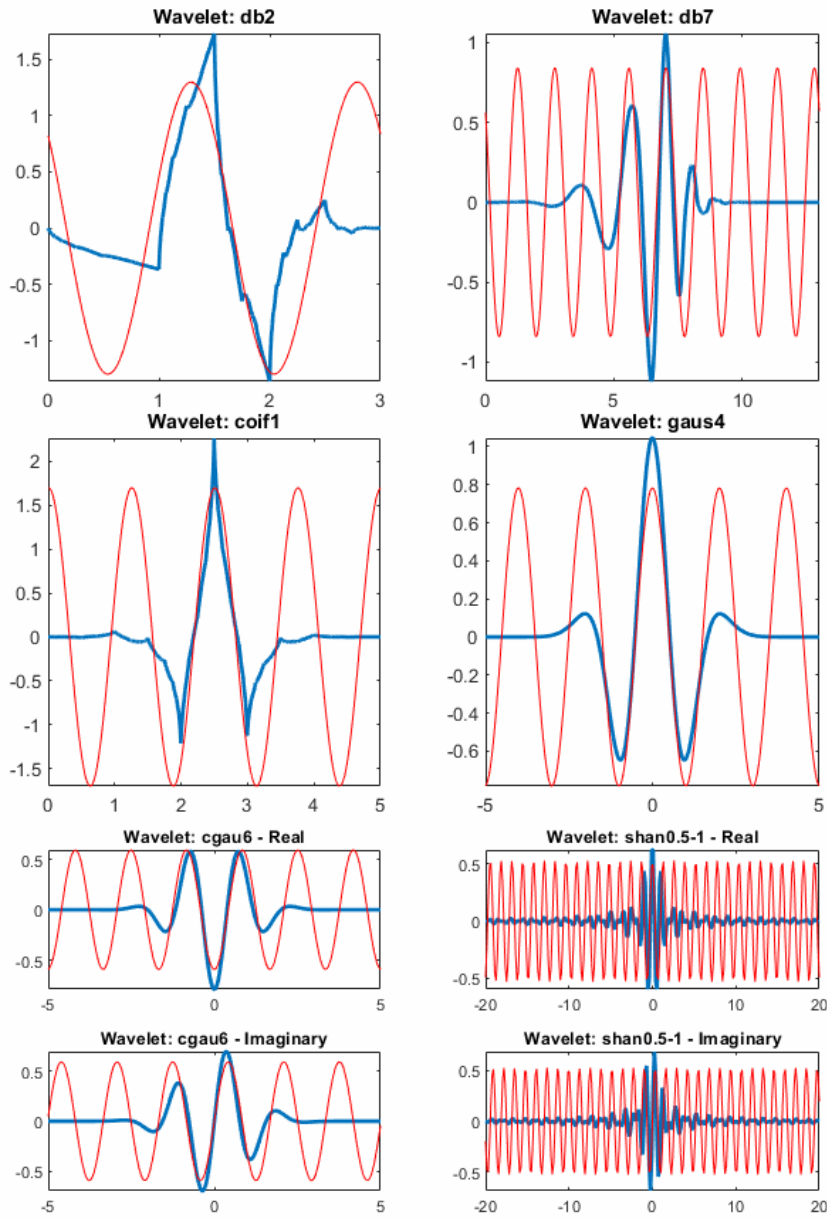 Wavelet: db2
1.5
1
0.5
0
-0.5
-1
0 1 2 3
Wavelet: db7
1
0.5
0
-0.5
-1
0 5 10
Wavelet: coif1
2
1.5
1
0.5
0
-0.5
-1
-1.5
0 1 2 3 4 5
Wavelet: gaus4
1
0.8
0.6
0.4
0.2
0
-0.2
-0.4
-0.6
-5 0 5
Wavelet: cgau6 - Real
0.5
0
-0.5
-5 0 5
Wavelet: shan0.5-1 - Real
0.5
0
-0.5
-20 -10 0 10 20
Wavelet: cgau6 - Imaginary
0.5
0
-0.5
-5 0 5
Wavelet: shan0.5-1 - Imaginary
0.5
0
-0.5
-20 -10 0 10 20